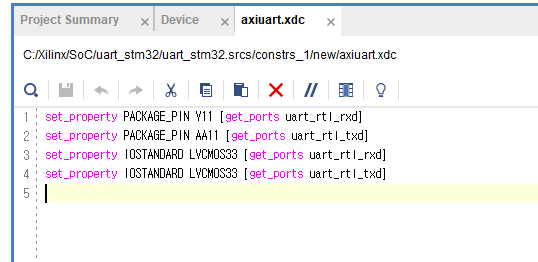 Project Summary × Device × axiuart.xdc ×
C:/Xilinx/SoC/uart_stm32/uart_stm32.srcs/constrs_1/new/axiuart.xdc
1 set_property PACKAGE_PIN Y11 [get_ports uart_rtl_rxd]
2 set_property PACKAGE_PIN AA11 [get_ports uart_rtl_txd]
3 set_property IOSTANDARD LVCMOS33 [get_ports uart_rtl_rxd]
4 set_property IOSTANDARD LVCMOS33 [get_ports uart_rtl_txd]
5